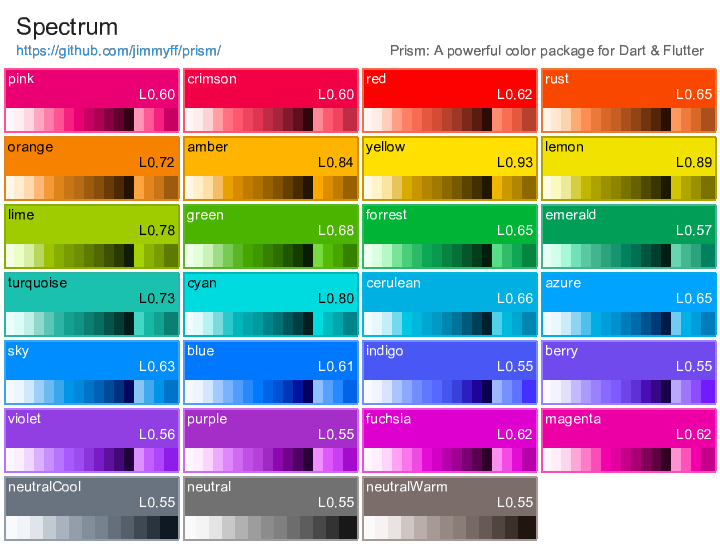 Spectrum
https://github.com/jimmyff/prism/ Prism: A powerful color package for Dart & Flutter
pink crimson red rust
L0.60 L0.60 L0.62 L0.65
orange amber yellow lemon
L0.72 L0.84 L0.93 L0.89
lime green forrest emerald
L0.78 L0.68 L0.65 L0.57
turquoise cyan cerulean azure
L0.73 L0.80 L0.66 L0.65
sky blue indigo berry
L0.63 L0.61 L0.55 L0.55
violet purple fuchsia magenta
L0.56 L0.55 L0.62 L0.62
neutralCool neutral neutralWarm
L0.55 L0.55 L0.55